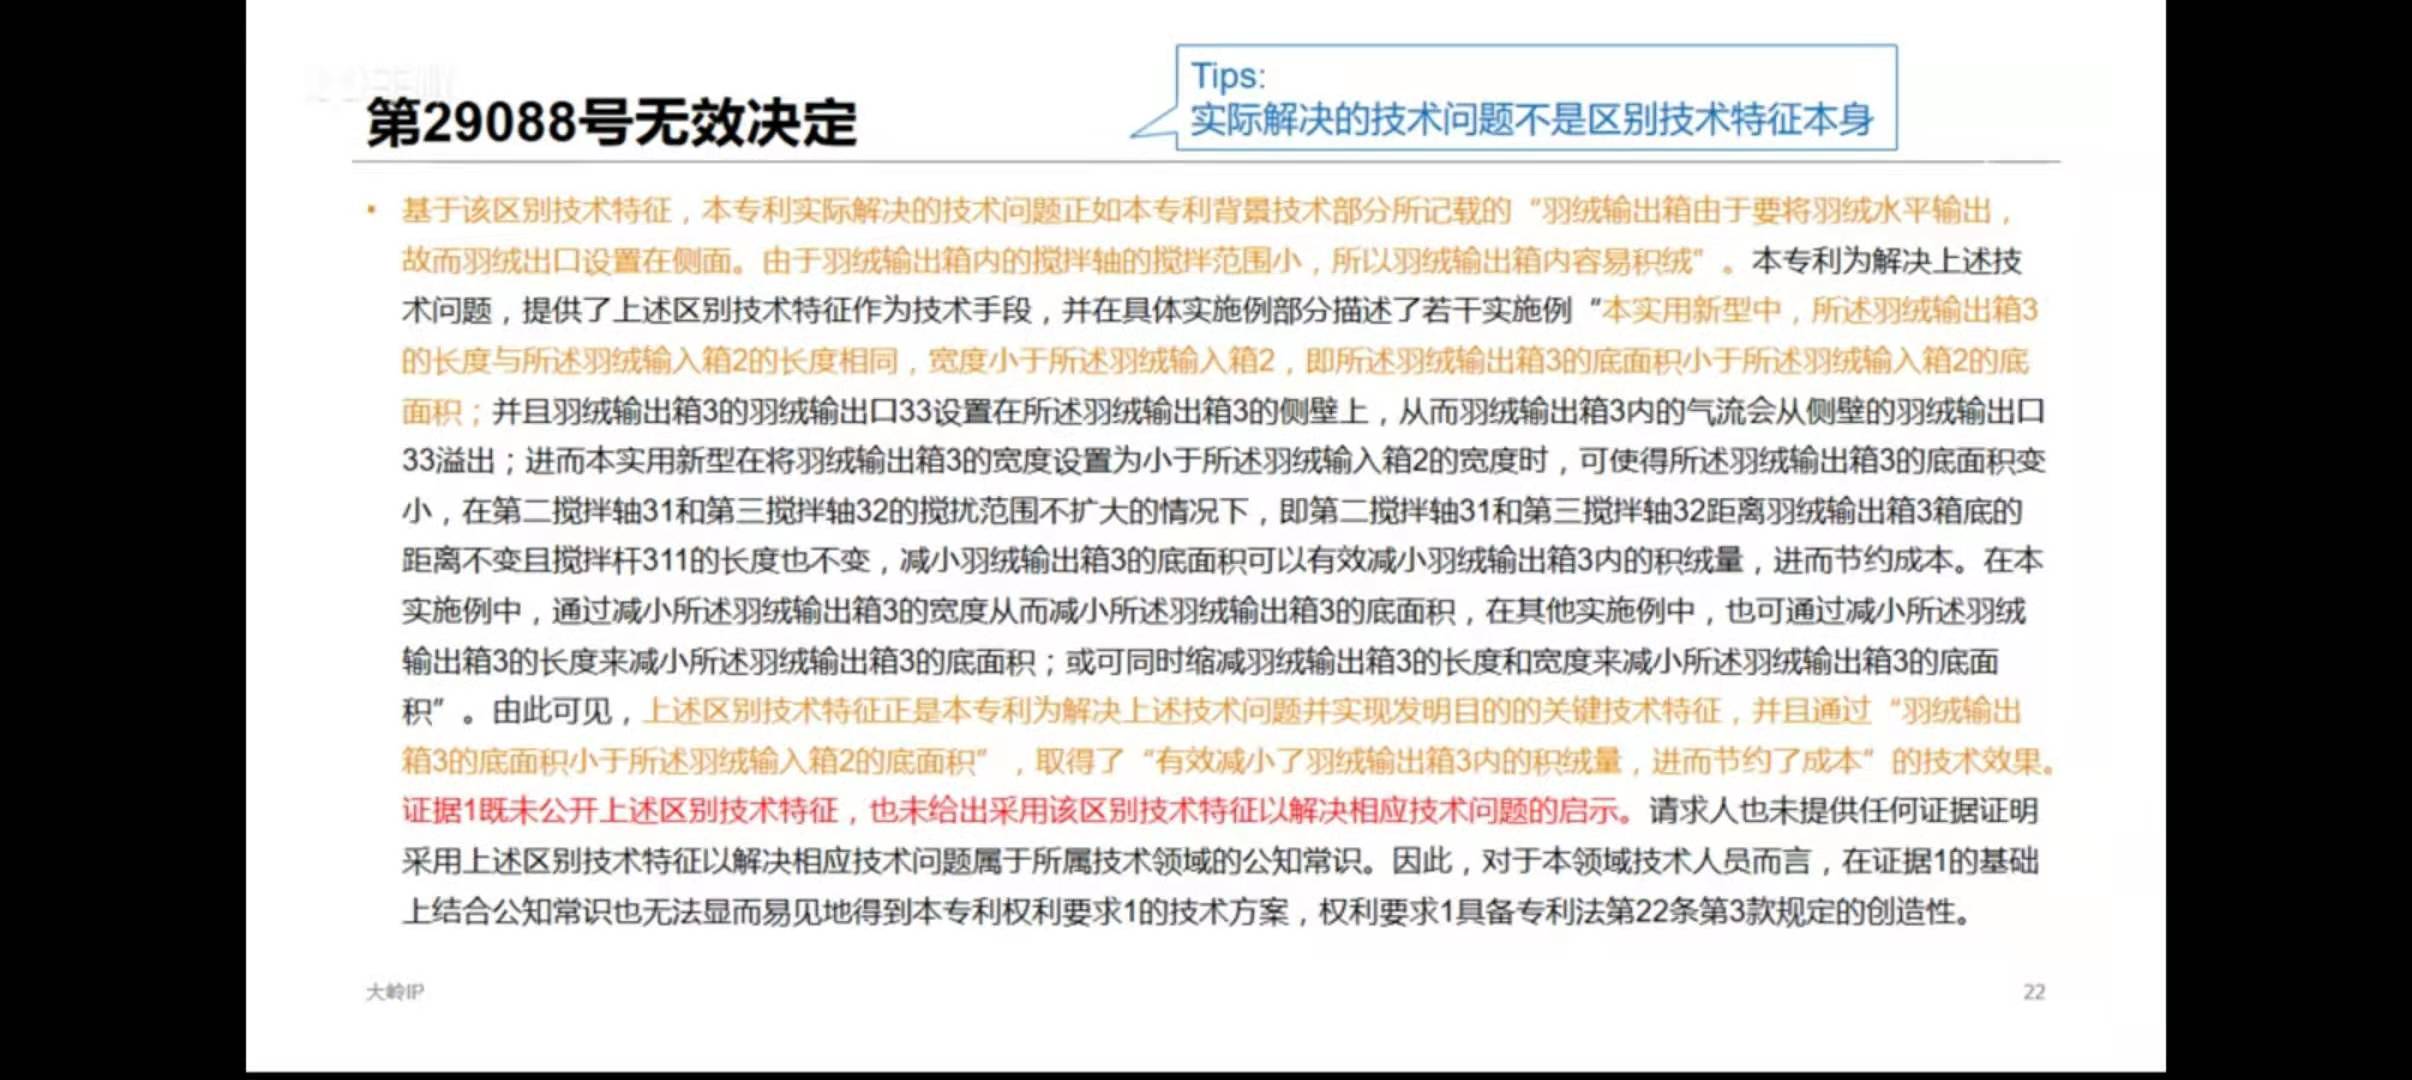 Tips:
实际解决的技术问题不是区别技术特征本身
第29088号无效决定
• 基于该区别技术特征，本专利实际解决的技术问题正如本专利背景技术部分所记载的“羽绒输出箱由于要将羽绒水平输出，
故而羽绒出口设置在侧面。由于羽绒输出箱内的搅拌轴的搅拌范围小，所以羽绒输出箱内容易积绒”。本专利为解决上述技
术问题，提供了上述区别技术特征作为技术手段，并在具体实施例部分描述了若干实施例“本实用新型中，所述羽绒输出箱3
的长度与所述羽绒输入箱2的长度相同，宽度小于所述羽绒输入箱2，即所述羽绒输出箱3的底面积小于所述羽绒输入箱2的底
面积；并且羽绒输出箱3的羽绒输出口33设置在所述羽绒输出箱3的侧壁上，从而羽绒输出箱3内的气流会从侧壁的羽绒输出口
33溢出；进而本实用新型在将羽绒输出箱3的宽度设置为小于所述羽绒输入箱2的宽度时，可使得所述羽绒输出箱3的底面积变
小，在第二搅拌轴31和第三搅拌轴32的搅扰范围不扩大的情况下，即第二搅拌轴31和第三搅拌轴32距离羽绒输出箱3箱底的
距离不变且搅拌杆311的长度也不变，减小羽绒输出箱3的底面积可以有效减小羽绒输出箱3内的积绒量，进而节约成本。在本
实施例中，通过减小所述羽绒输出箱3的宽度从而减小所述羽绒输出箱3的底面积，在其他实施例中，也可通过减小所述羽绒
输出箱3的长度来减小所述羽绒输出箱3的底面积；或可同时缩减羽绒输出箱3的长度和宽度来减小所述羽绒输出箱3的底面
积”。由此可见，上述区别技术特征正是本专利为解决上述技术问题并实现发明目的的关键技术特征，并且通过“羽绒输出
箱3的底面积小于所述羽绒输入箱2的底面积”，取得了“有效减小了羽绒输出箱3内的积绒量，进而节约了成本”的技术效果。
证据1既未公开上述区别技术特征，也未给出采用该区别技术特征以解决相应技术问题的启示。请求人也未提供任何证据证明
采用上述区别技术特征以解决相应技术问题属于所属技术领域的公知常识。因此，对于本领域技术人员而言，在证据1的基础
上结合公知常识也无法显而易见地得到本专利权利要求1的技术方案，权利要求1具备专利法第22条第3款规定的创造性。
大岭IP
22